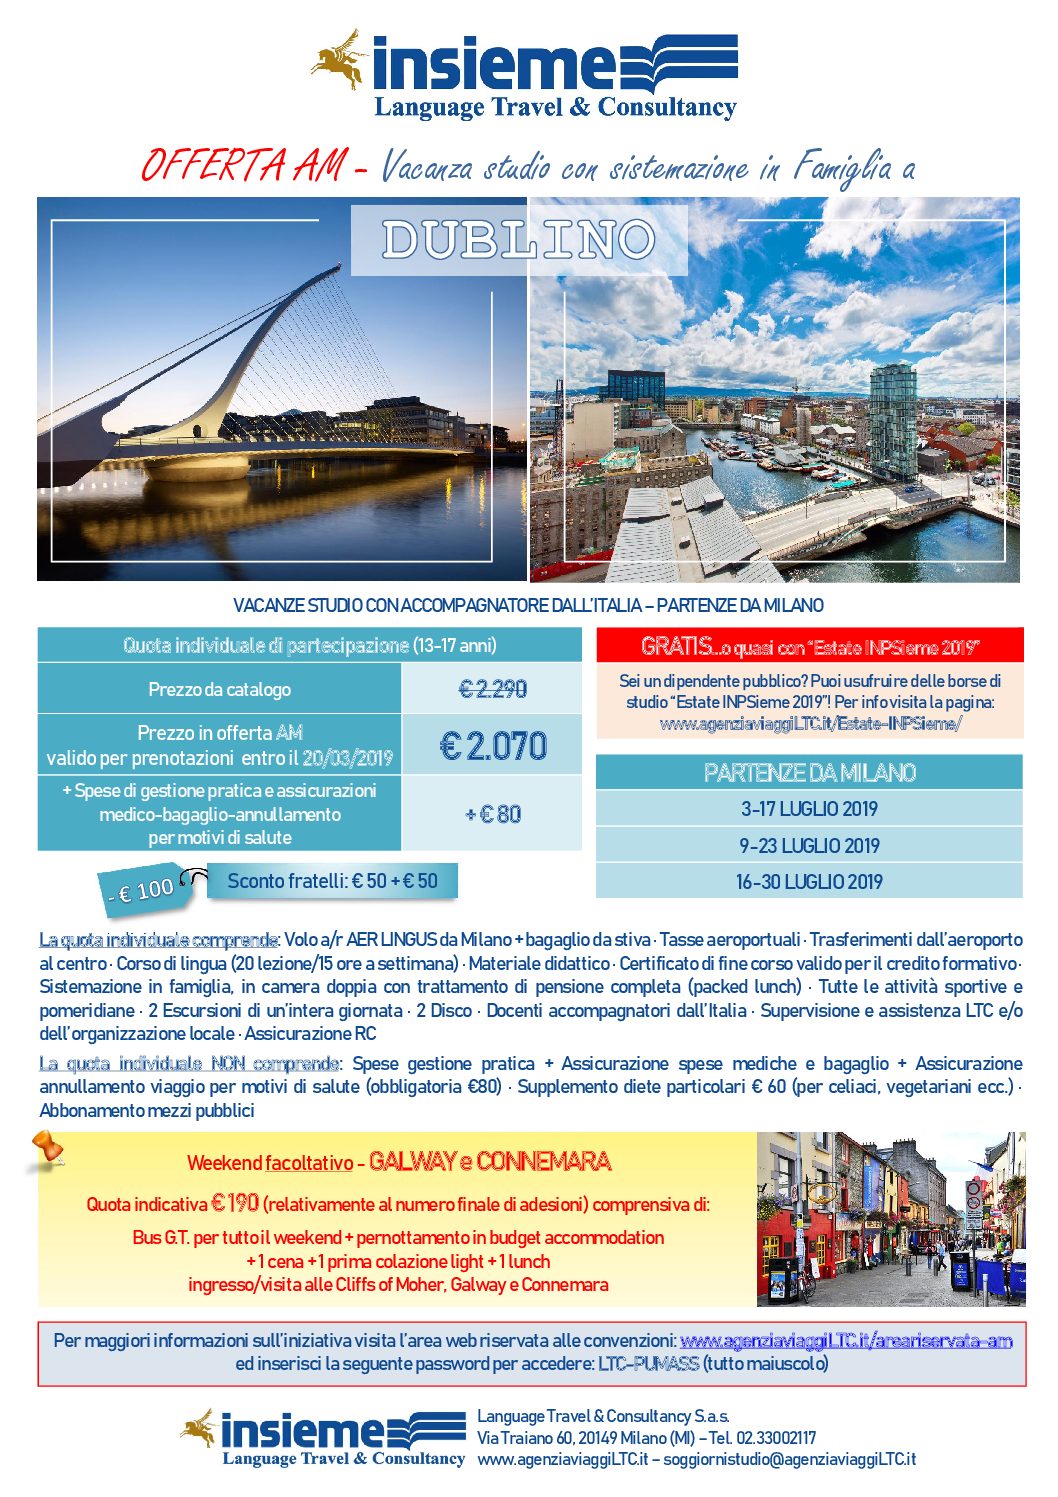 insieme
Language Travel & Consultancy
OFFERTA AM - Vacanza studio con sistemazione in Famiglia a
DUBLINO
VACANZE STUDIO CON ACCOMPAGNATORE DALL'ITALIA – PARTENZE DA MILANO
Quota individuale di partecipazione (13-17 anni)
Prezzo da catalogo
€ 2.290
Prezzo in offerta AM
valido per prenotazioni entro il 20/03/2019
€ 2.070
+ Spese di gestione pratica e assicurazioni
medico-bagaglio-annullamento
per motivi di salute
+ € 80
- € 100
Sconto fratelli: € 50 + € 50
GRATIS...o quasi con "Estate INPSieme 2019"
Sei un dipendente pubblico? Puoi usufruire delle borse di
studio "Estate INPSieme 2019"! Per info visita la pagina:
www.agenziaviaggiLTC.it/Estate-INPSieme/
PARTENZE DA MILANO
3-17 LUGLIO 2019
9-23 LUGLIO 2019
16-30 LUGLIO 2019
La quota individuale comprende: Volo a/r AER LINGUS da Milano + bagaglio da stiva · Tasse aeroportuali · Trasferimenti dall'aeroporto
al centro · Corso di lingua (20 lezione/15 ore a settimana) · Materiale didattico · Certificato di fine corso valido per il credito formativo ·
Sistemazione in famiglia, in camera doppia con trattamento di pensione completa (packed lunch) · Tutte le attività sportive e
pomeridiane · 2 Escursioni di un'intera giornata · 2 Disco · Docenti accompagnatori dall'Italia · Supervisione e assistenza LTC e/o
dell'organizzazione locale · Assicurazione RC
La quota individuale NON comprende: Spese gestione pratica + Assicurazione spese mediche e bagaglio + Assicurazione
annullamento viaggio per motivi di salute (obbligatoria €80) · Supplemento diete particolari € 60 (per celiaci, vegetariani ecc.) ·
Abbonamento mezzi pubblici
Weekend facoltativo - GALWAY e CONNEMARA
Quota indicativa € 190 (relativamente al numero finale di adesioni) comprensiva di:
Bus G.T. per tutto il weekend + pernottamento in budget accommodation
+ 1 cena + 1 prima colazione light + 1 lunch
ingresso/visita alle Cliffs of Moher, Galway e Connemara
Per maggiori informazioni sull'iniziativa visita l'area web riservata alle convenzioni: www.agenziaviaggiLTC.it/areariservata-am
ed inserisci la seguente password per accedere: LTC-PUMASS (tutto maiuscolo)
insieme
Language Travel & Consultancy
Language Travel & Consultancy S.a.s.
Via Traiano 60, 20149 Milano (MI) – Tel. 02.33002117
www.agenziaviaggiLTC.it – soggiornistudio@agenziaviaggiLTC.it